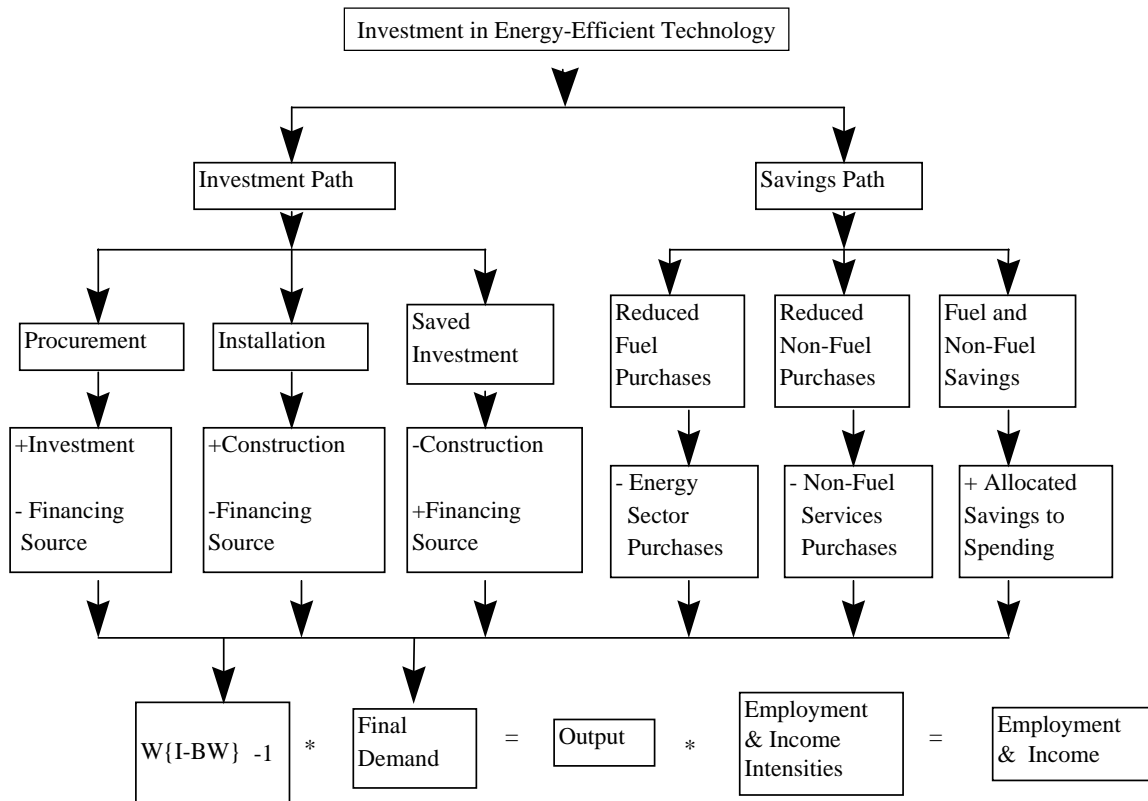 Investment in Energy-Efficient Technology
Investment Path
Savings Path
Procurement
Installation
Saved
Investment
Reduced
Fuel
Purchases
Reduced
Non-Fuel
Purchases
Fuel and
Non-Fuel
Savings
+Investment
- Financing
Source
+Construction
-Financing
Source
-Construction
+Financing
Source
- Energy
Sector
Purchases
- Non-Fuel
Services
Purchases
+ Allocated
Savings to
Spending
W{I-BW} -1
*
Final
Demand
=
Output
*
Employment
& Income
Intensities
=
Employment
& Income